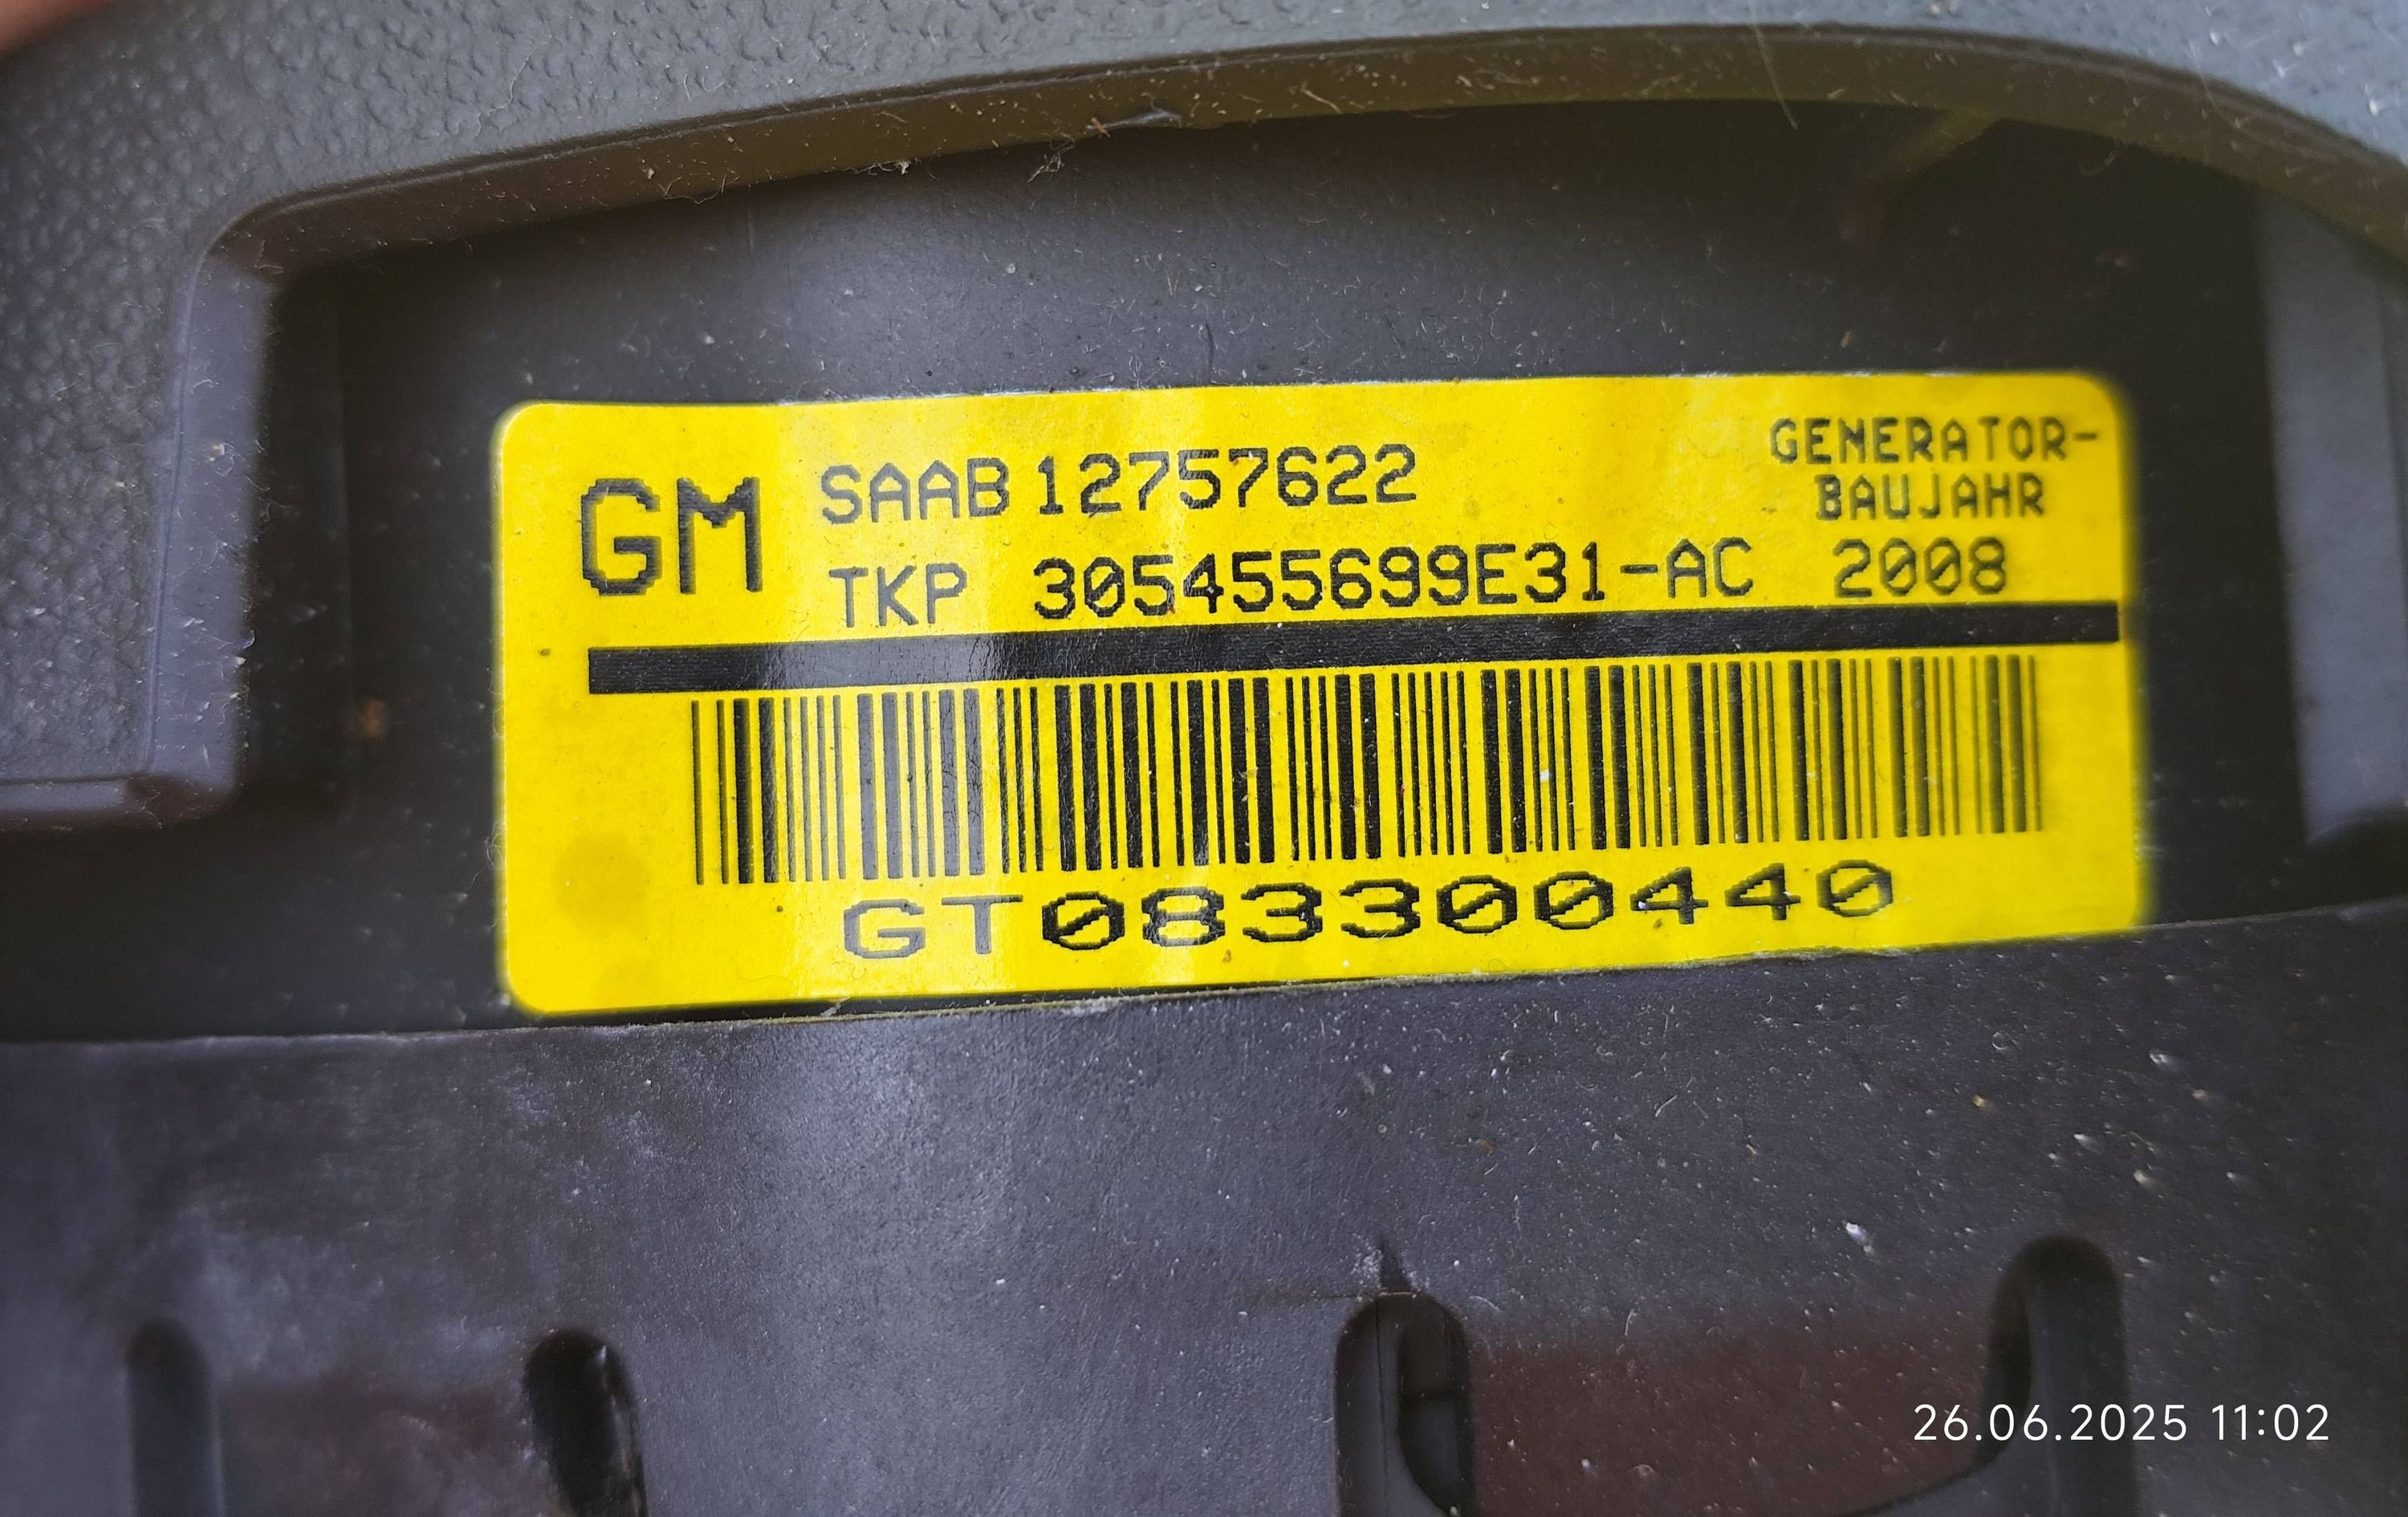 GM
SAAB 12757622
TKP 305455699E31-AC
GENERATOR-
BAUJAHR
2008
GT083300440
26.06.2025 11:02